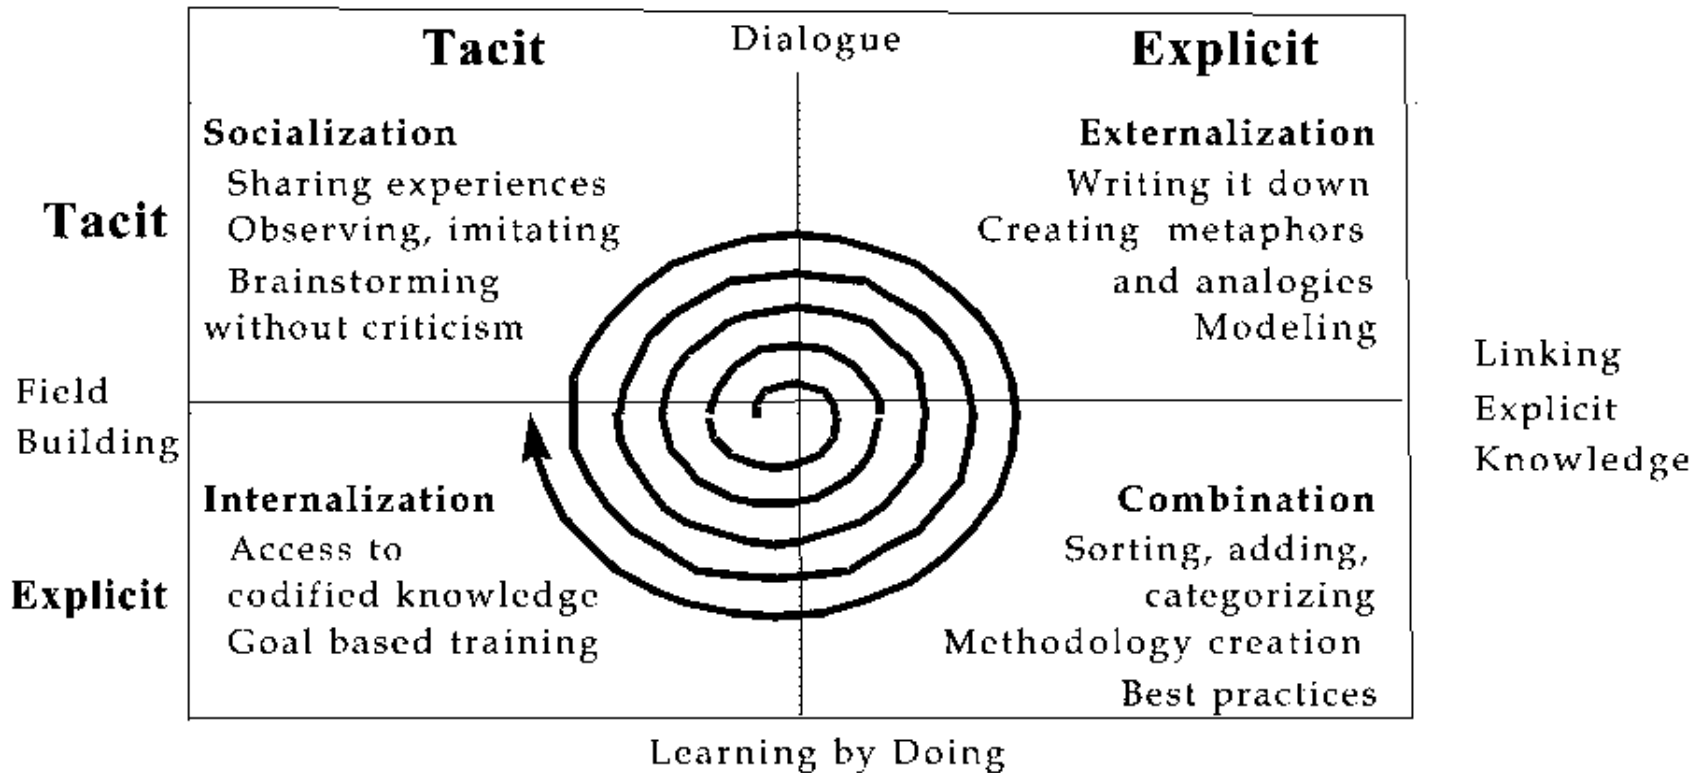 Tacit
Dialogue
Explicit
Socialization
Sharing experiences
Observing, imitating
Brainstorming
without criticism
Externalization
Writing it down
Creating metaphors
and analogies
Modeling
Tacit
Field
Building
Linking
Explicit
Knowledge
Internalization
Access to
codified knowledge
Goal based training
Combination
Sorting, adding,
categorizing
Methodology creation
Best practices
Explicit
Learning by Doing